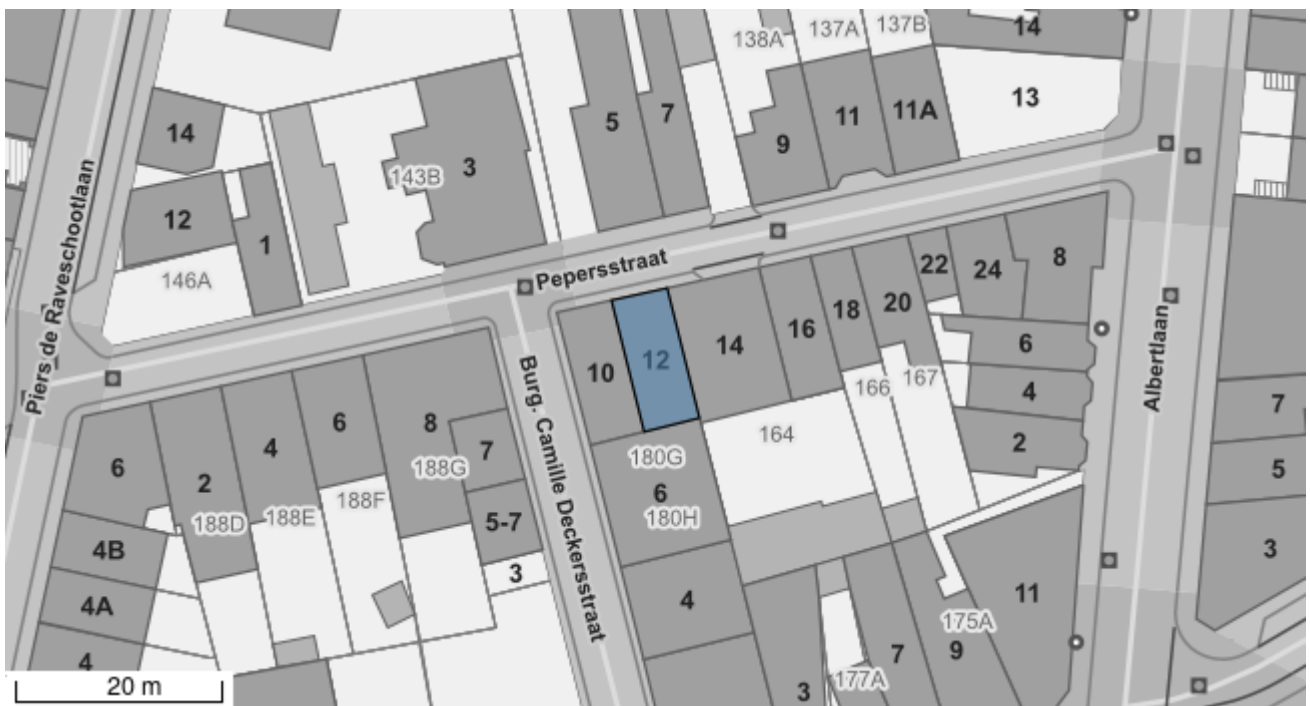 14
137A
137B
138A
13
5
7
11
11A
14
9
3
143B
12
1
146A
Piers de Raveschootlaan
Pepersstraat
22
24
8
20
18
16
14
12
10
6
4
2
Albertlaan
166
167
164
7
5
3
6
8
7
188G
4
6
2
188D
188E
188F
5-7
3
Burg. Camille Deckersstraat
180G
6
180H
4
4B
4A
4
11
175A
9
7
177A
3
20 m